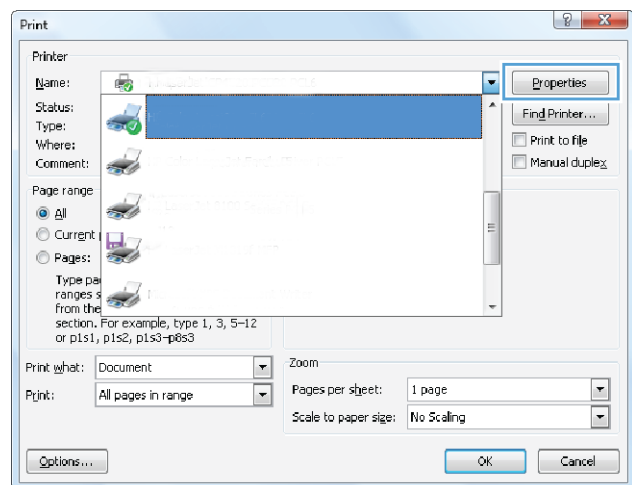 Print
Printer
Name:
Properties
Status:
Find Printer...
Type:
Where:
Print to file
Comment:
Manual duplex
Page range
All
Current
Pages:
Type pa
ranges s
from the
section. For example, type 1, 3, 5–12
or p1s1, p1s2, p1s3–p8s3
Print what: Document
Zoom
Print: All pages in range
Pages per sheet: 1 page
Scale to paper size: No Scaling
Options...
OK
Cancel